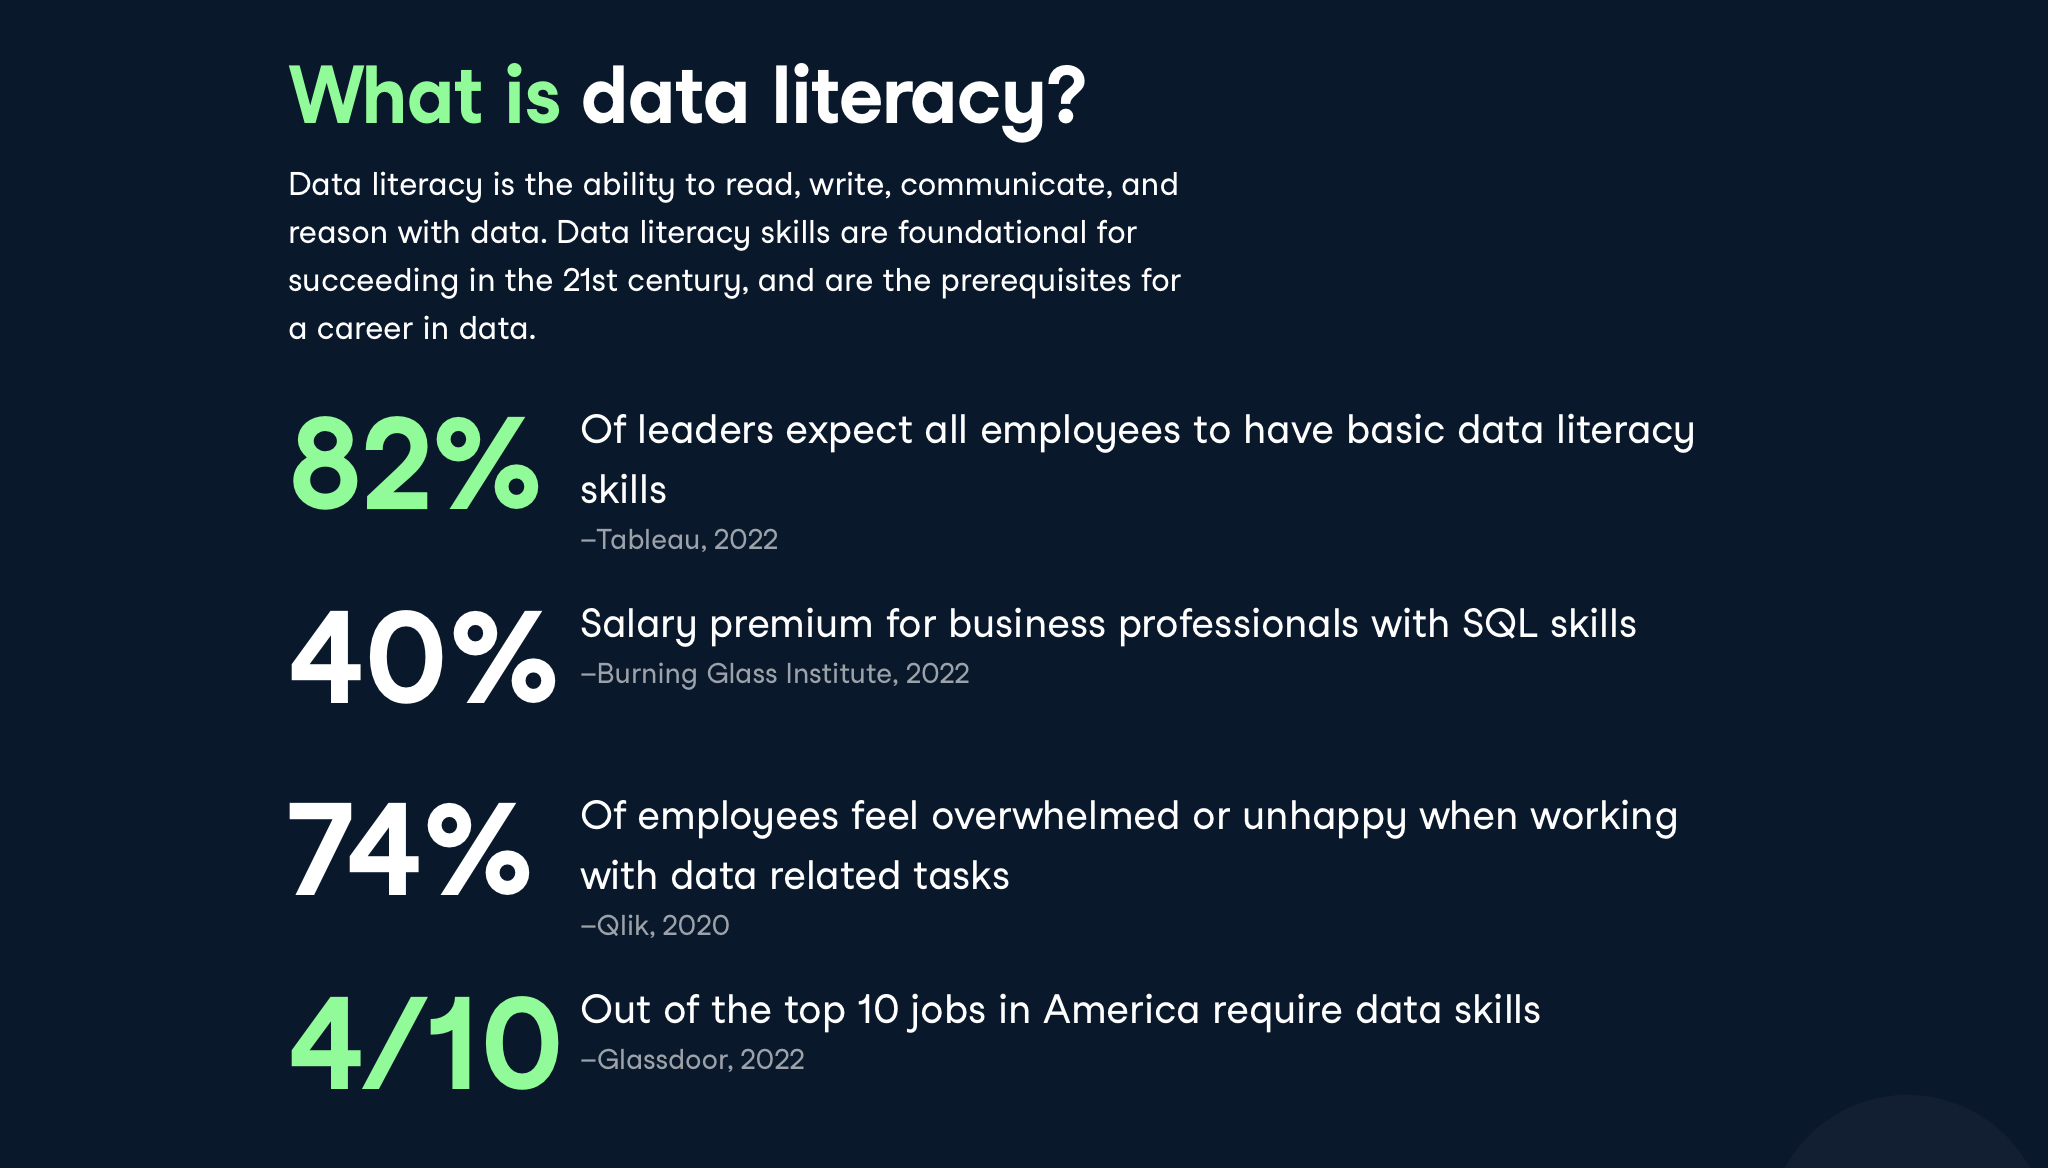 What is data literacy?
Data literacy is the ability to read, write, communicate, and
reason with data. Data literacy skills are foundational for
succeeding in the 21st century, and are the prerequisites for
a career in data.
82%
Of leaders expect all employees to have basic data literacy
skills
–Tableau, 2022
40%
Salary premium for business professionals with SQL skills
–Burning Glass Institute, 2022
74%
Of employees feel overwhelmed or unhappy when working
with data related tasks
–Qlik, 2020
4/10
Out of the top 10 jobs in America require data skills
–Glassdoor, 2022